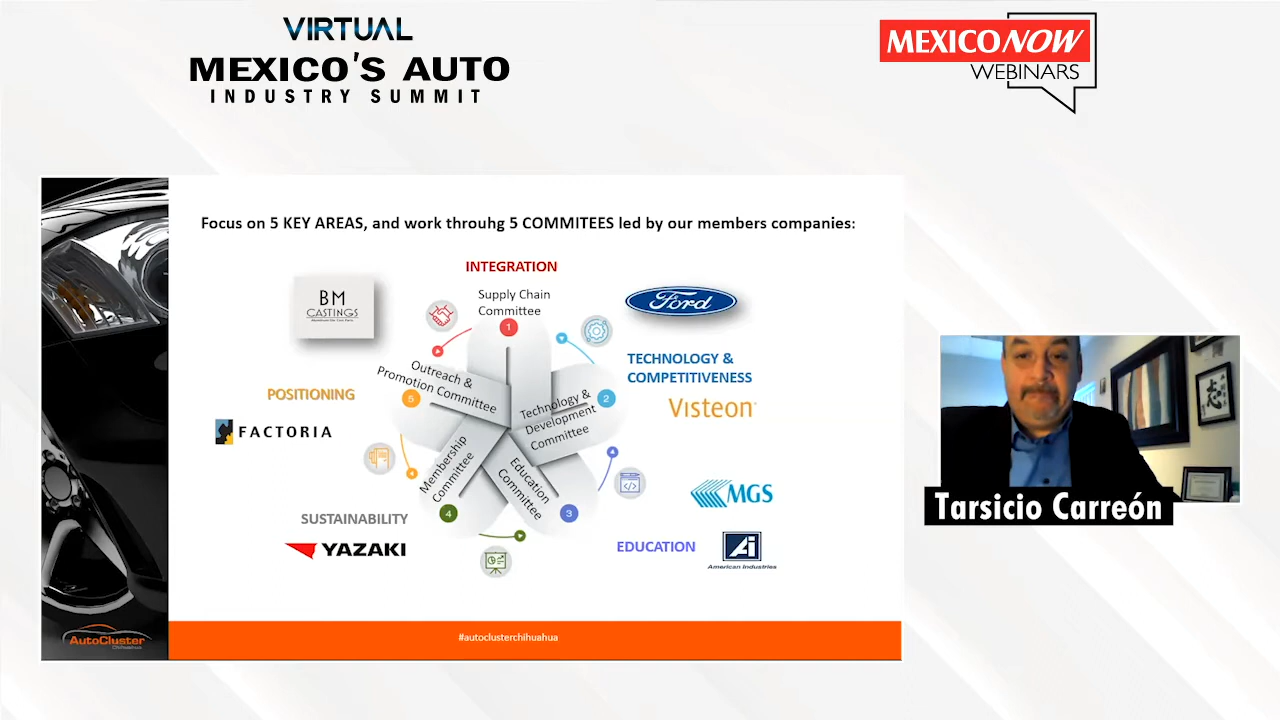 VIRTUAL
MEXICO'S AUTO
INDUSTRY SUMMIT
MEXICONOW
WEBINARS
Focus on 5 KEY AREAS, and work throuhg 5 COMMITEES led by our members companies:
INTEGRATION
Supply Chain
Committee
1
BM
CASTINGS
Ford
TECHNOLOGY &
COMPETITIVENESS
Visteon
Outreach &
Promotion Committee
5
POSITIONING
FACTORIA
Technology &
Development
Committee
2
Membership
Committee
4
Education
Committee
3
MGS
SUSTAINABILITY
YAZAKI
EDUCATION
Ai
American Industries
AutoCluster
Chihuahua
#autoclusterchihuahua
Tarsicio Carreón